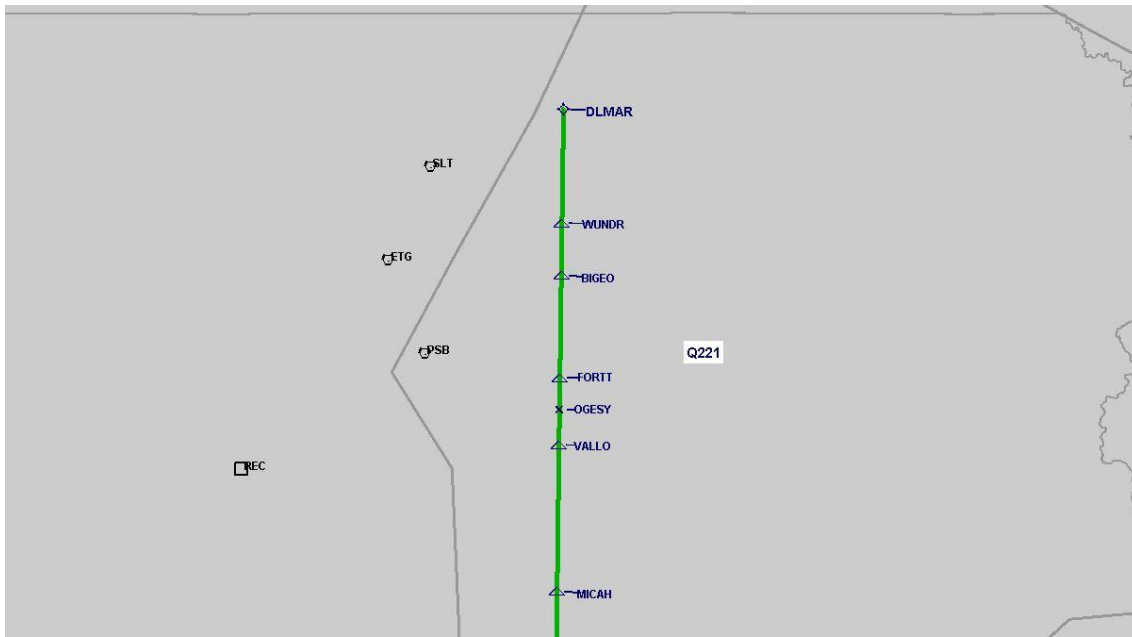 DLMAR
SLT
WUNDR
ETG
BIGEO
PSB
Q221
FORTT
OGESY
VALLO
REC
MICAH